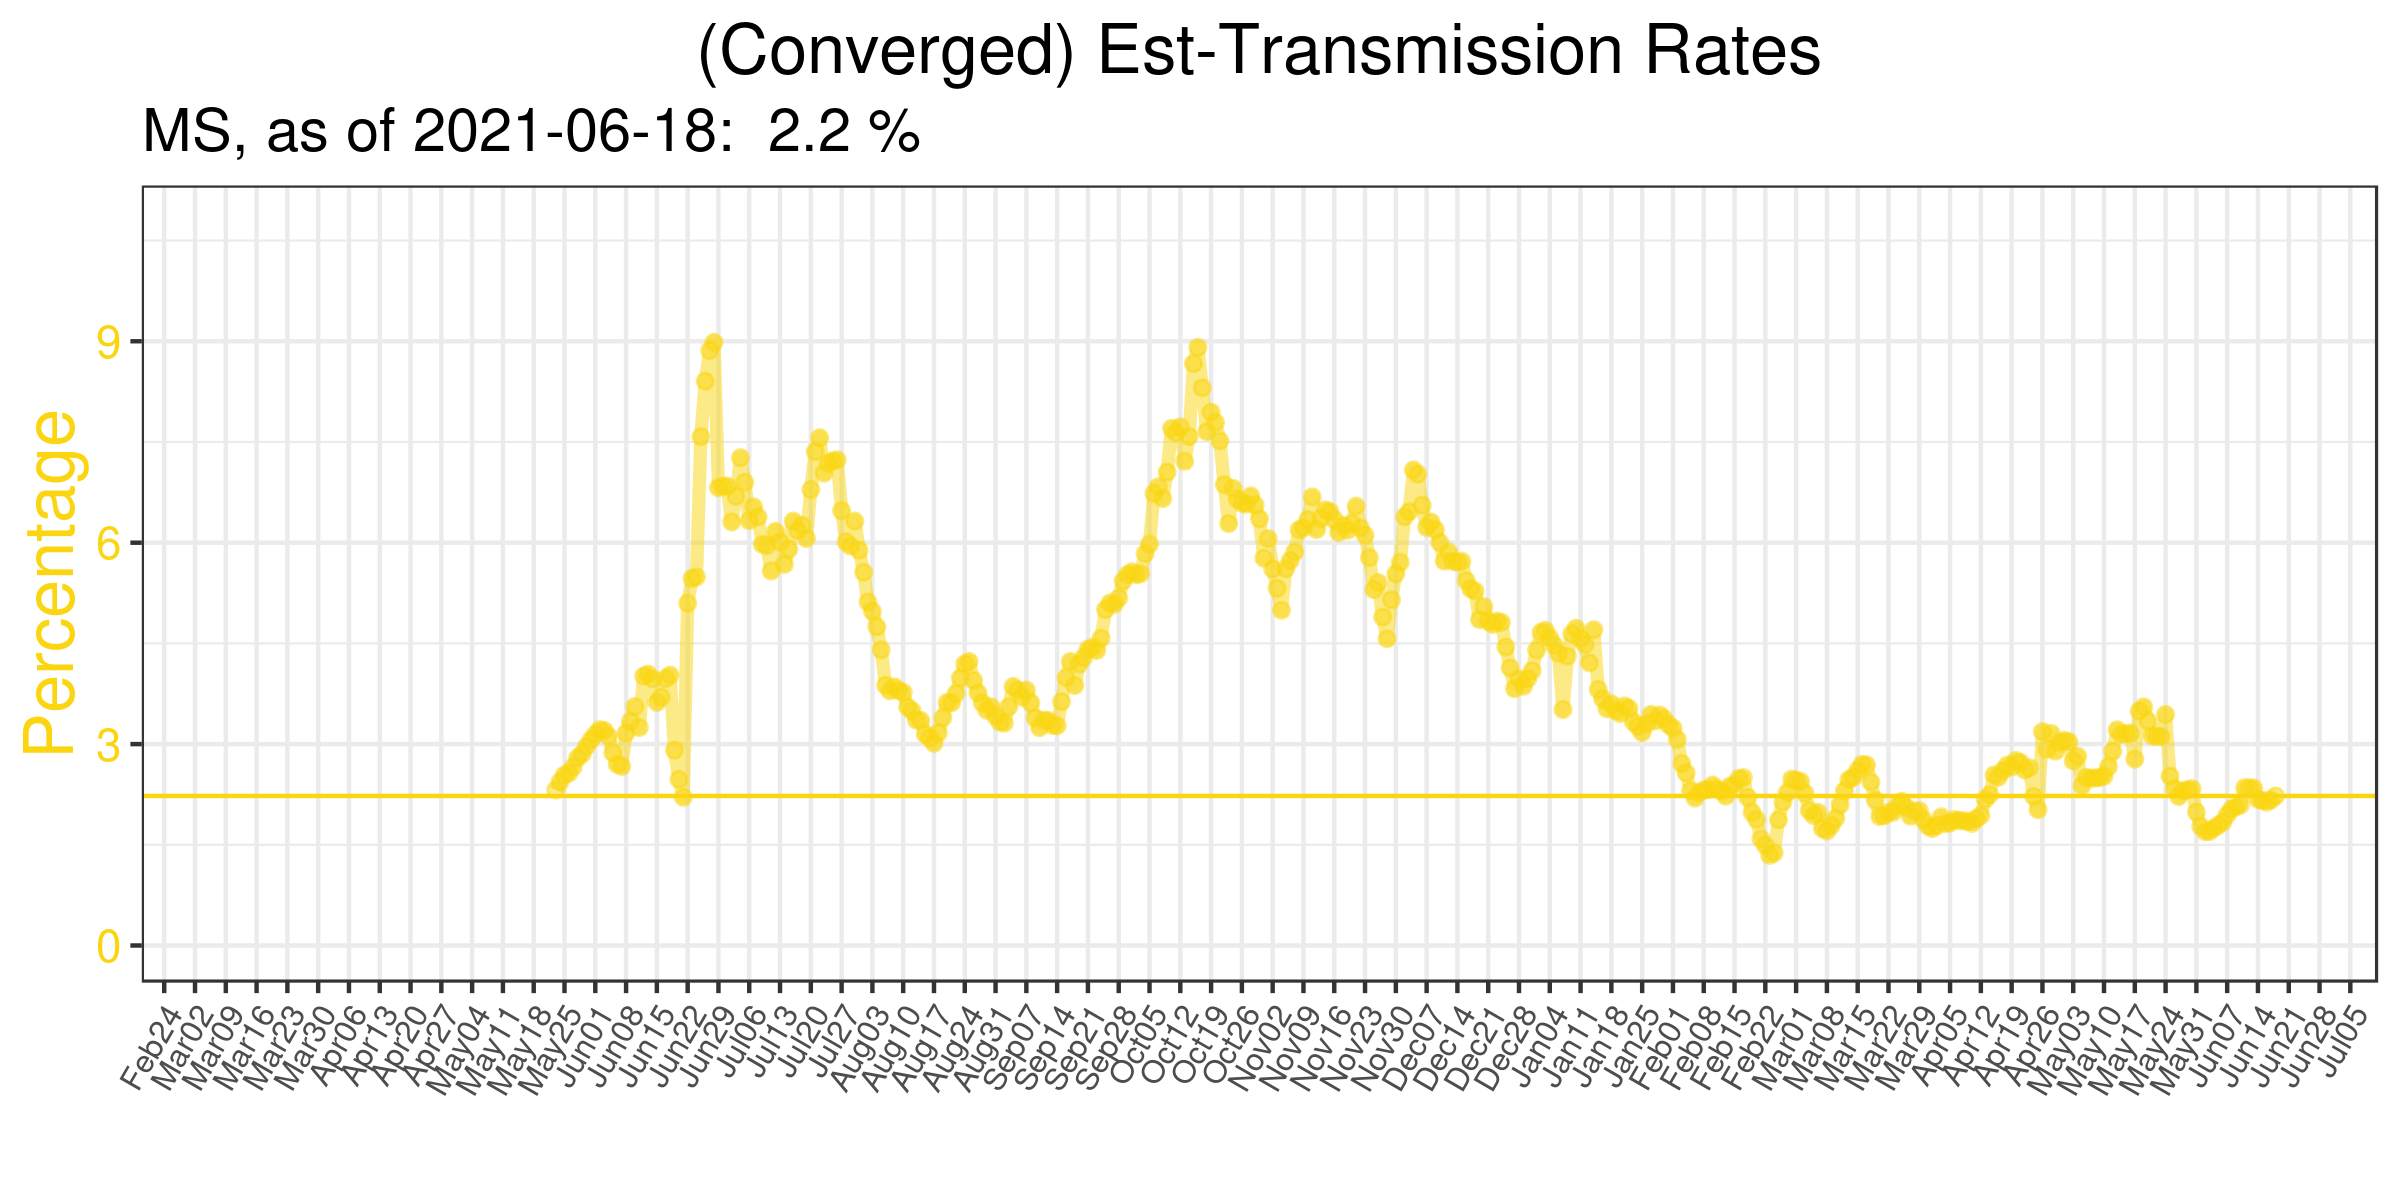 (Converged) Est-Transmission Rates
MS, as of 2021-06-18:  2.2 %
Percentage
9
6
3
0
Feb24
Mar02
Mar09
Mar16
Mar23
Mar30
Apr06
Apr13
Apr20
Apr27
May04
May11
May18
May25
Jun01
Jun08
Jun15
Jun22
Jun29
Jul06
Jul13
Jul20
Jul27
Aug03
Aug10
Aug17
Aug24
Aug31
Sep07
Sep14
Sep21
Sep28
Oct05
Oct12
Oct19
Oct26
Nov02
Nov09
Nov16
Nov23
Nov30
Dec07
Dec14
Dec21
Dec28
Jan04
Jan11
Jan18
Jan25
Feb01
Feb08
Feb15
Feb22
Mar01
Mar08
Mar15
Mar22
Mar29
Apr05
Apr12
Apr19
Apr26
May03
May10
May17
May24
May31
Jun07
Jun14
Jun21
Jun28
Jul05